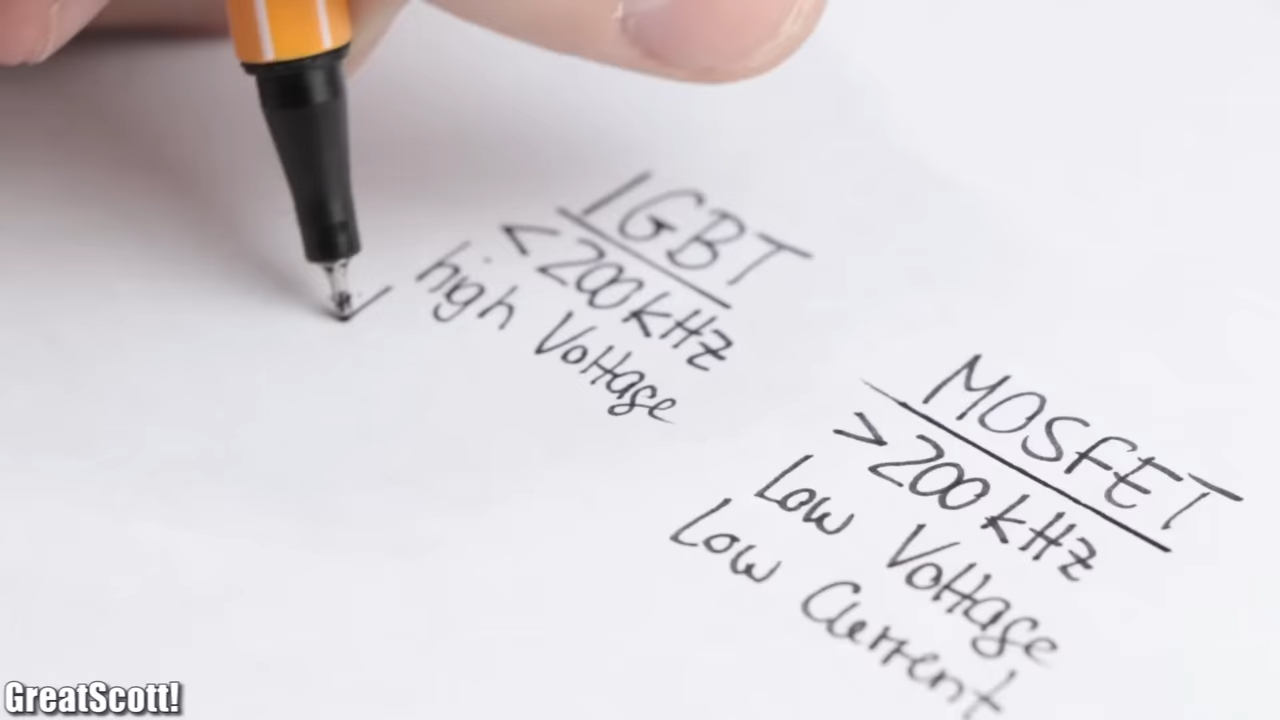 IGBT
< 200 kHz
high Voltage
MOSFET
> 200 kHz
Low Voltage
Low Current
GreatScott!